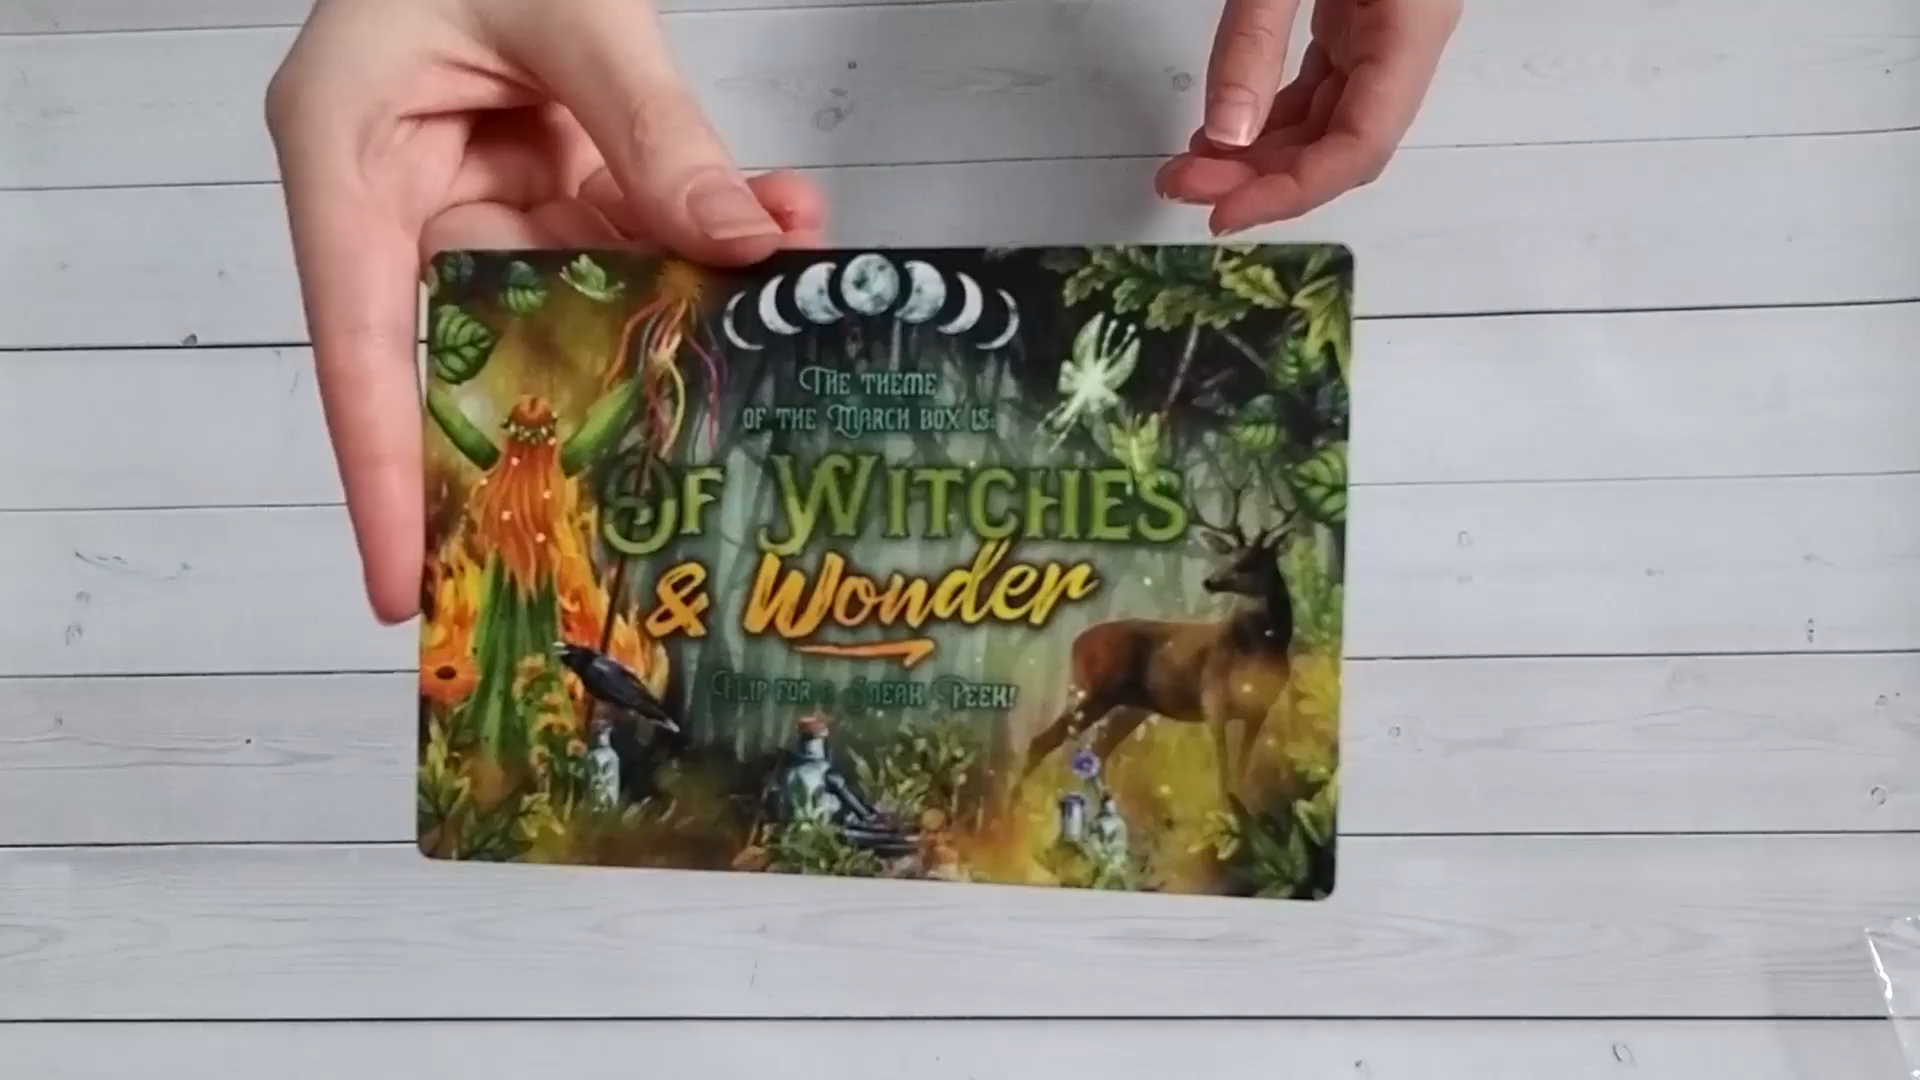 The theme
of the March box is:
Of Witches
& Wonder
Flip for a Sneak Peek!